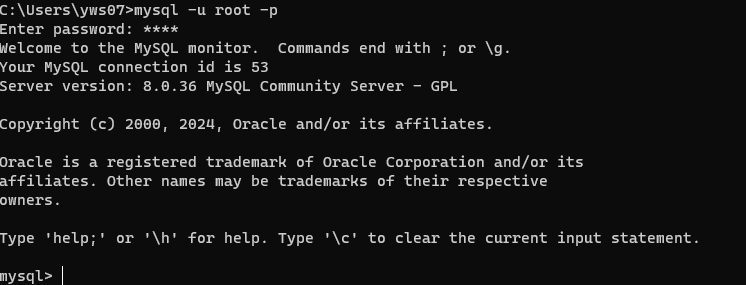 C:\Users\yws07>mysql -u root -p
Enter password: ****
Welcome to the MySQL monitor.  Commands end with ; or \g.
Your MySQL connection id is 53
Server version: 8.0.36 MySQL Community Server - GPL

Copyright (c) 2000, 2024, Oracle and/or its affiliates.

Oracle is a registered trademark of Oracle Corporation and/or its
affiliates. Other names may be trademarks of their respective
owners.

Type 'help;' or '\h' for help. Type '\c' to clear the current input statement.

mysql>